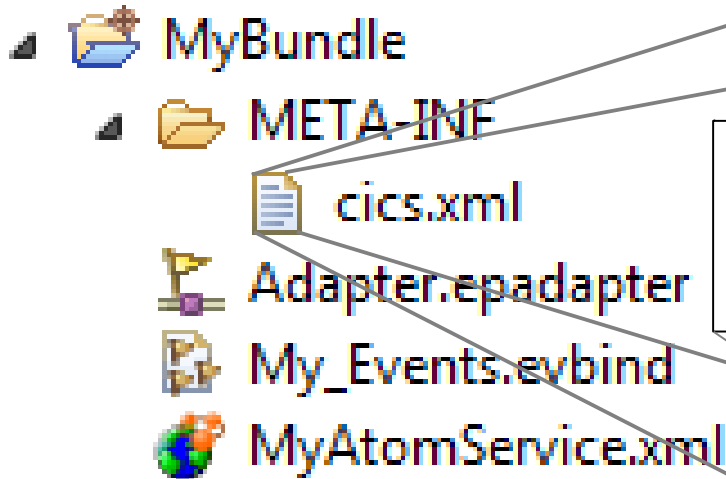 MyBundle
META-INF
cics.xml
Adapter.epadapter
My_Events.evbind
MyAtomService.xml